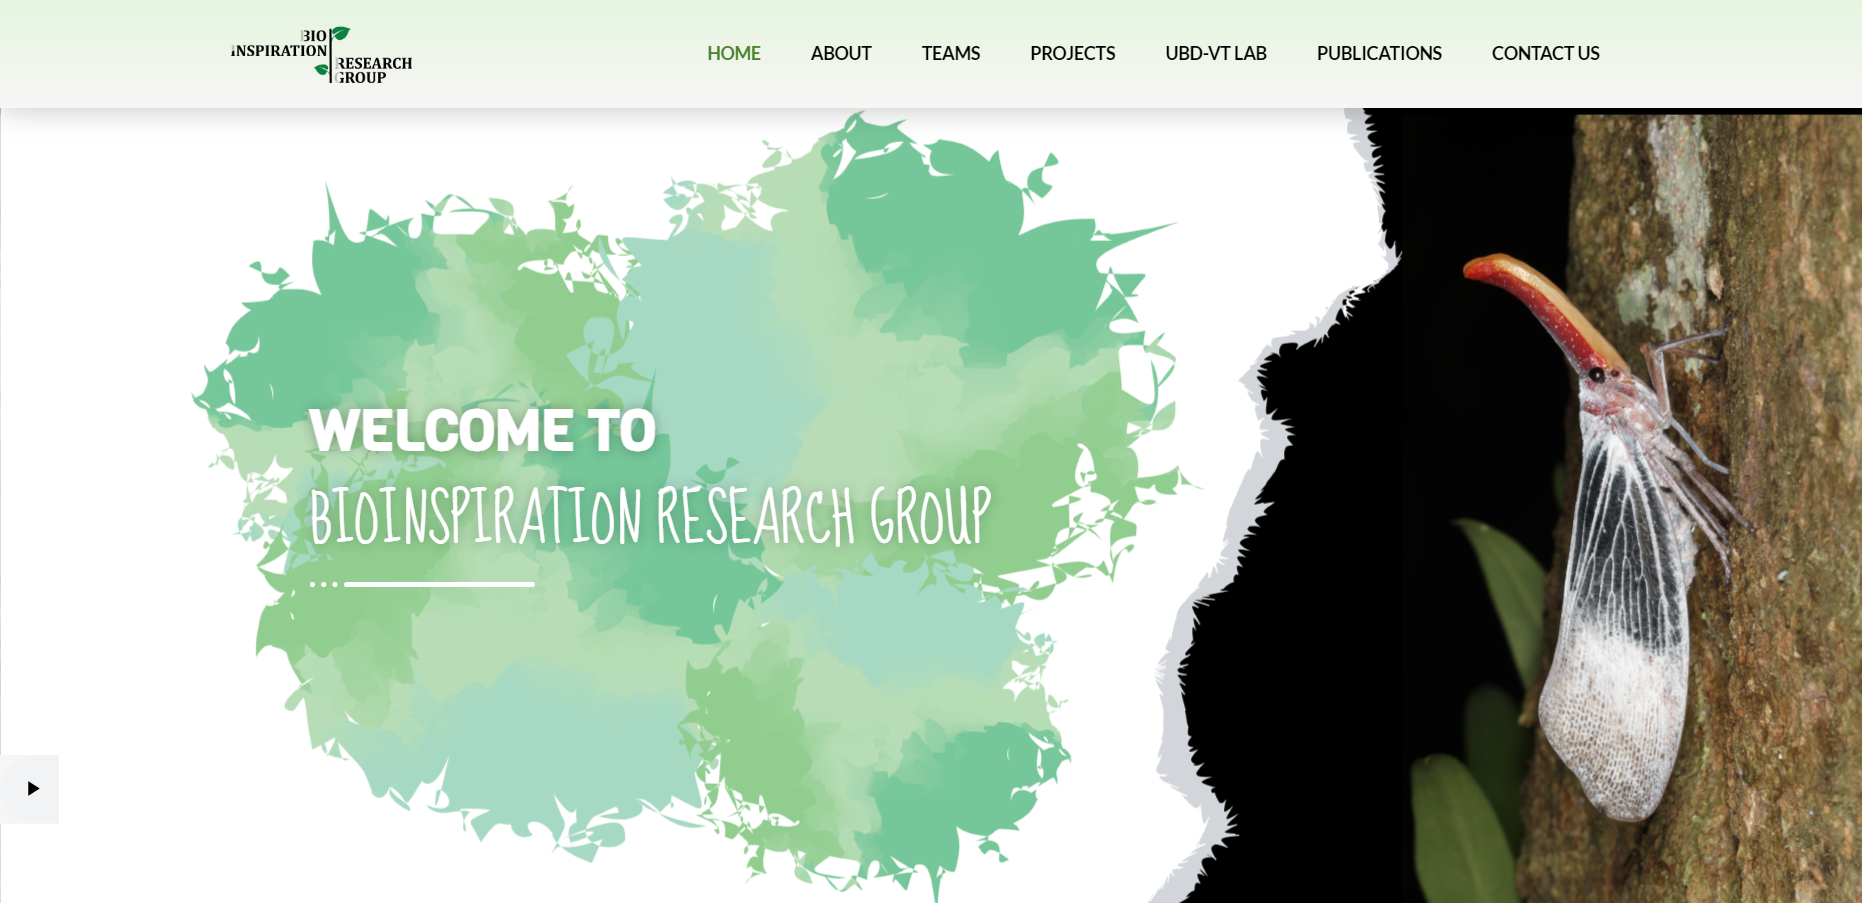 BIO
INSPIRATION
RESEARCH
GROUP
HOME ABOUT TEAMS PROJECTS UBD-VT LAB PUBLICATIONS CONTACT US
WELCOME TO
BIOINSPIRATION RESEARCH GROUP